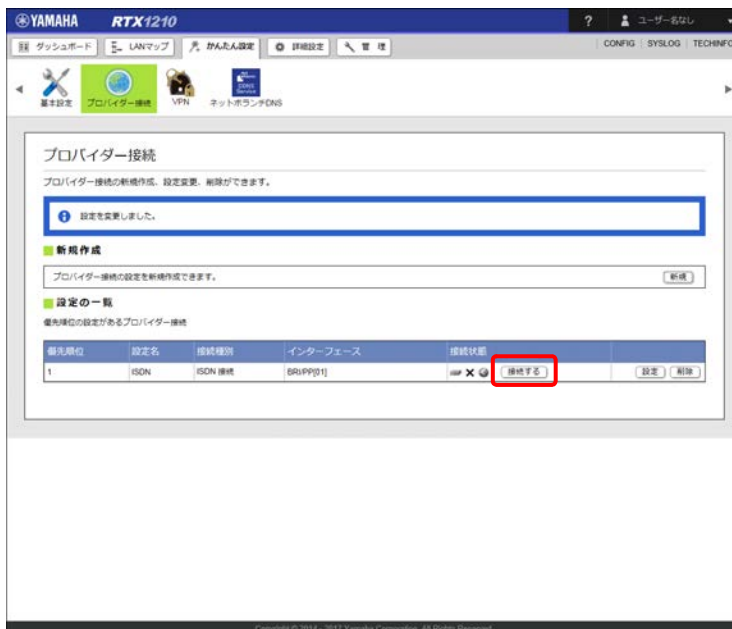 YAMAHA RTX1210 ? ユーザー名なし
ダッシュボード LANマップ かんたん設定 詳細設定 管理 CONFIG SYSLOG TECHINFO
基本設定 プロバイダー接続 VPN ネットボランチDNS
プロバイダー接続
プロバイダー接続の新規作成、設定変更、削除ができます。
設定を変更しました。
新規作成
プロバイダー接続の設定を新規作成できます。 新規
設定の一覧
優先順位の設定があるプロバイダー接続
優先順位 設定名 接続種別 インターフェース 接続状態
1 ISDN ISDN 接続 BRI/PP[01] 接続する 設定 削除
Copyright © 2014 - 2017 Yamaha Corporation. All Rights Reserved.